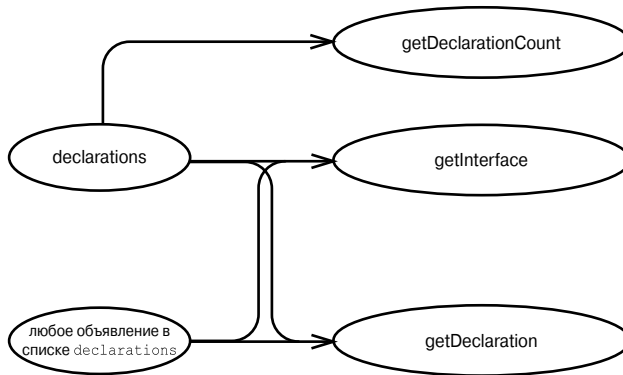 getDeclarationCount
declarations
getInterface
любое объявление в
списке declarations
getDeclaration